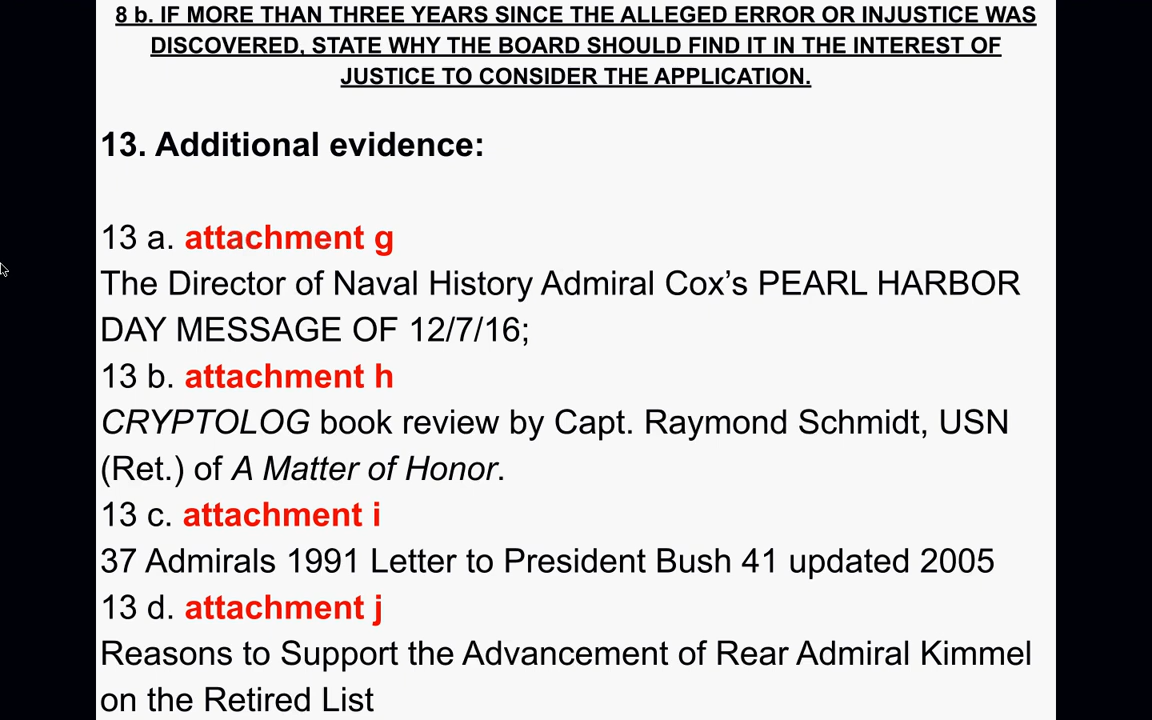 8 b. IF MORE THAN THREE YEARS SINCE THE ALLEGED ERROR OR INJUSTICE WAS
DISCOVERED, STATE WHY THE BOARD SHOULD FIND IT IN THE INTEREST OF
JUSTICE TO CONSIDER THE APPLICATION.
13. Additional evidence:
13 a. attachment g
The Director of Naval History Admiral Cox’s PEARL HARBOR
DAY MESSAGE OF 12/7/16;
13 b. attachment h
CRYPTOLOG book review by Capt. Raymond Schmidt, USN
(Ret.) of A Matter of Honor.
13 c. attachment i
37 Admirals 1991 Letter to President Bush 41 updated 2005
13 d. attachment j
Reasons to Support the Advancement of Rear Admiral Kimmel
on the Retired List